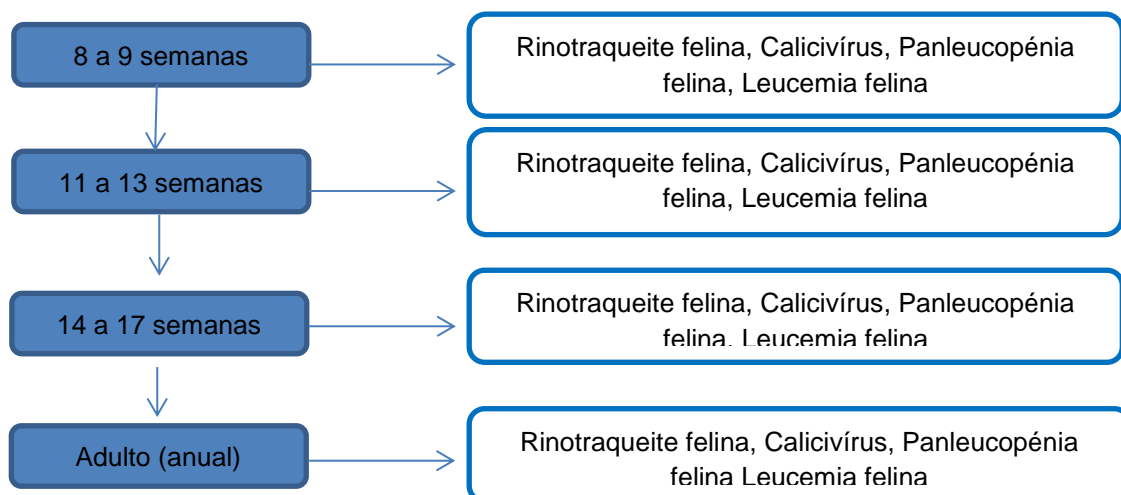 8 a 9 semanas
Rinotraqueite felina, Calicivírus, Panleucopénia
felina, Leucemia felina
11 a 13 semanas
Rinotraqueite felina, Calicivírus, Panleucopénia
felina, Leucemia felina
14 a 17 semanas
Rinotraqueite felina, Calicivírus, Panleucopénia
felina, Leucemia felina
Adulto (anual)
Rinotraqueite felina, Calicivírus, Panleucopénia
felina Leucemia felina